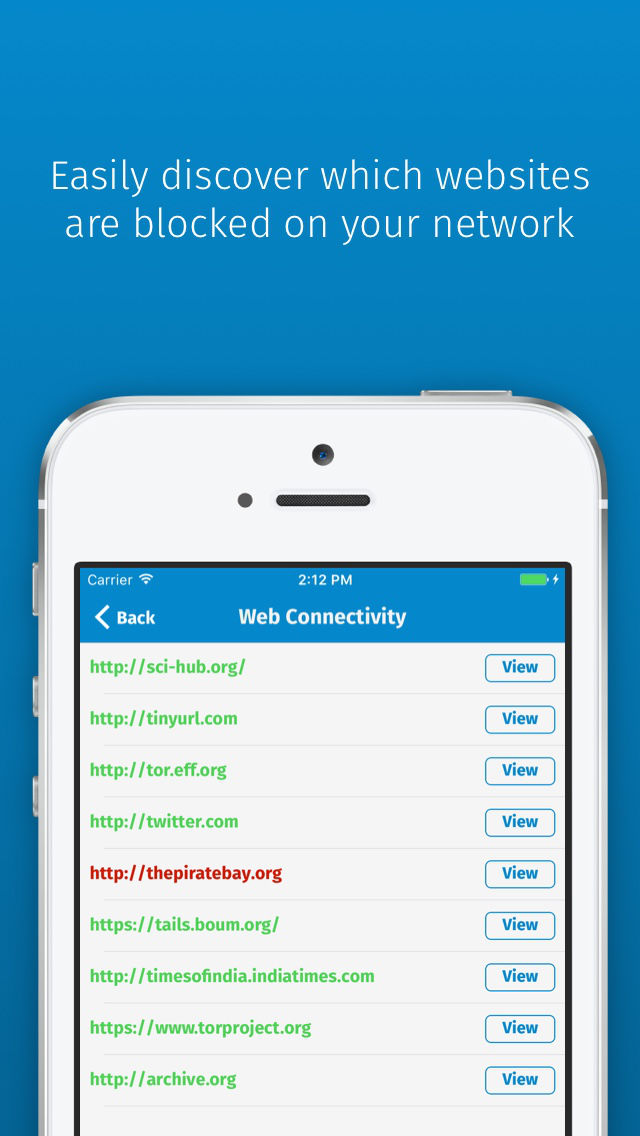 Easily discover which websites
are blocked on your network
Carrier 2:12 PM
Back Web Connectivity
http://sci-hub.org/ View
http://tinyurl.com View
http://tor.eff.org View
http://twitter.com View
http://thepiratebay.org View
https://tails.boum.org/ View
http://timesofindia.indiatimes.com View
https://www.torproject.org View
http://archive.org View